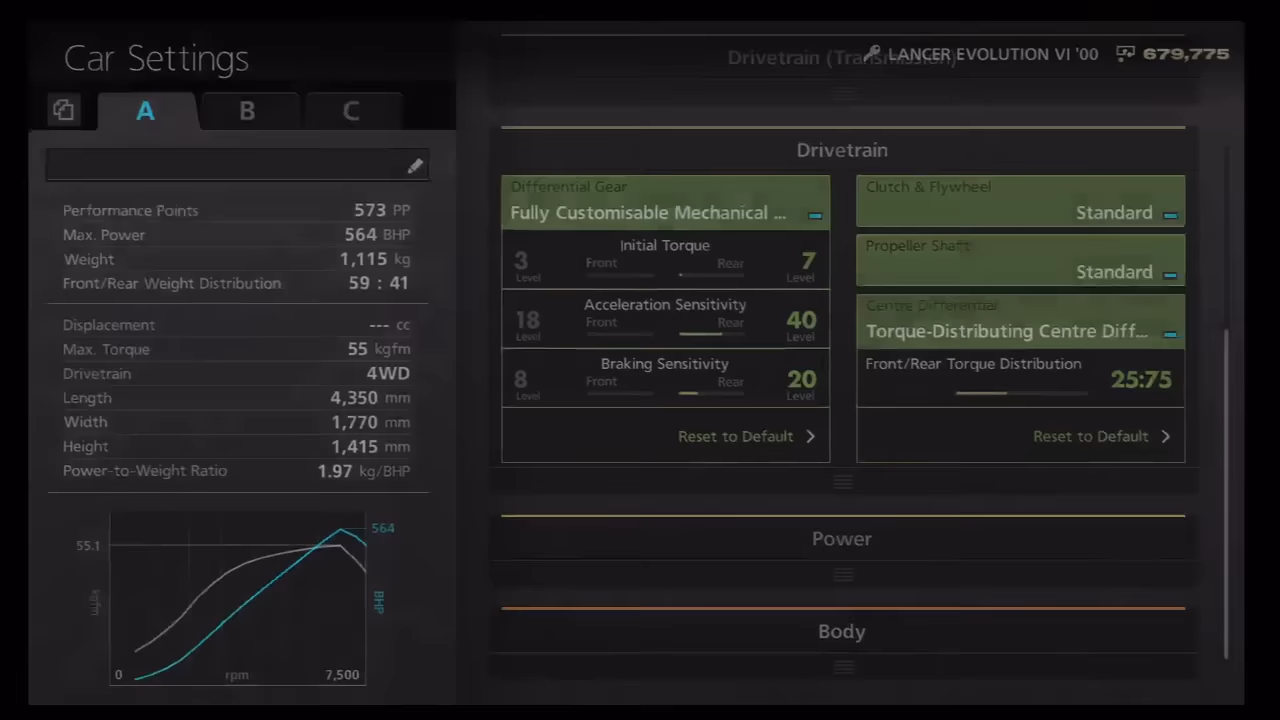 Car Settings
Drivetrain (Transmission)
LANCER EVOLUTION VI '00
679,775
A
B
C
Performance Points 573 PP
Max. Power 564 BHP
Weight 1,115 kg
Front/Rear Weight Distribution 59 : 41
Displacement --- cc
Max. Torque 55 kgfm
Drivetrain 4WD
Length 4,350 mm
Width 1,770 mm
Height 1,415 mm
Power-to-Weight Ratio 1.97 kg/BHP
564
55.1
kgfm
BHP
0 rpm 7,500
Drivetrain
Differential Gear
Fully Customisable Mechanical ...
Initial Torque
3 Level Front Rear 7 Level
Acceleration Sensitivity
18 Level Front Rear 40 Level
Braking Sensitivity
8 Level Front Rear 20 Level
Reset to Default
Clutch & Flywheel
Standard
Propeller Shaft
Standard
Centre Differential
Torque-Distributing Centre Diff...
Front/Rear Torque Distribution
25:75
Reset to Default
Power
Body